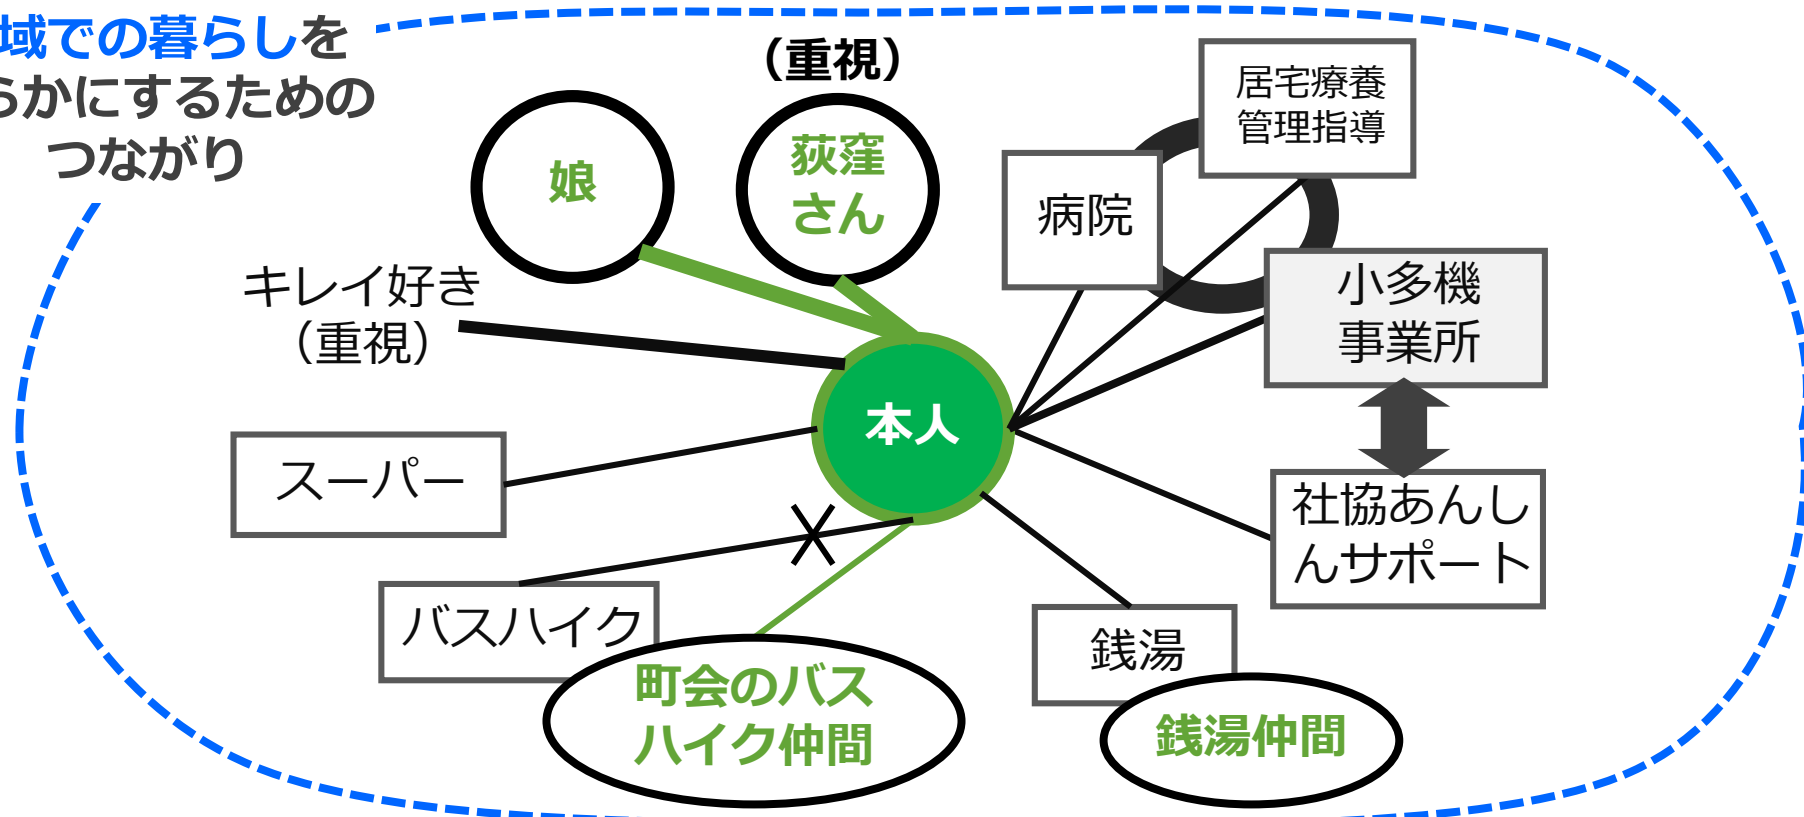 域での暮らしを
らかにするための
つながり
（重視）
娘
荻窪
さん
居宅療養
管理指導
病院
キレイ好き
（重視）
小多機
事業所
本人
スーパー
社協あんし
んサポート
バスハイク
町会のバス
ハイク仲間
銭湯
銭湯仲間